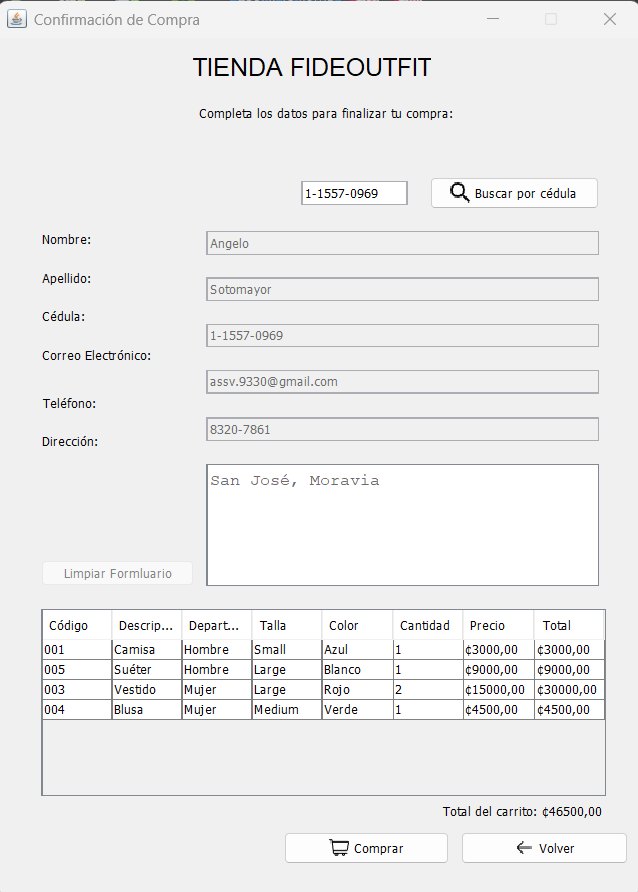 Confirmación de Compra
TIENDA FIDEOUTFIT
Completa los datos para finalizar tu compra:
1-1557-0969 Buscar por cédula
Nombre: Angelo
Apellido: Sotomayor
Cédula: 1-1557-0969
Correo Electrónico: assv.9330@gmail.com
Teléfono: 8320-7861
Dirección: San José, Moravia
Limpiar Formluario
Código Descrip... Depart... Talla Color Cantidad Precio Total
001 Camisa Hombre Small Azul 1 ¢3000,00 ¢3000,00
005 Suéter Hombre Large Blanco 1 ¢9000,00 ¢9000,00
003 Vestido Mujer Large Rojo 2 ¢15000,00 ¢30000,00
004 Blusa Mujer Medium Verde 1 ¢4500,00 ¢4500,00
Total del carrito: ¢46500,00
Comprar Volver